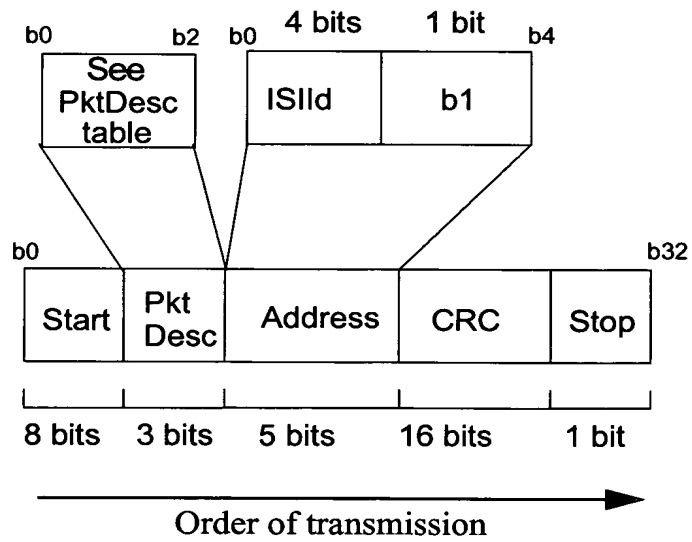 4 bits 1 bit
b0 b2 b0 b4
See
PktDesc
table
ISIId b1
b0 b32
Start Pkt
Desc Address CRC Stop
8 bits 3 bits 5 bits 16 bits 1 bit
Order of transmission